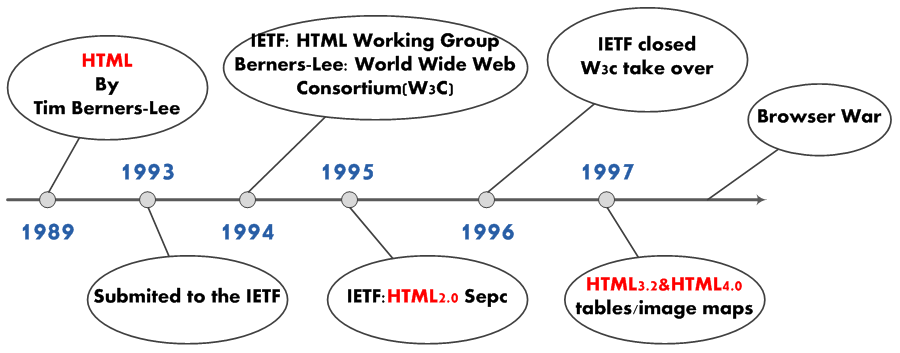 HTML
By
Tim Berners-Lee
IETF: HTML Working Group
Berners-Lee: World Wide Web
Consortium(W3C)
IETF closed
W3c take over
Browser War
1993
1995
1997
1989
1994
1996
Submited to the IETF
IETF:HTML2.0 Sepc
HTML3.2&HTML4.0
tables/image maps